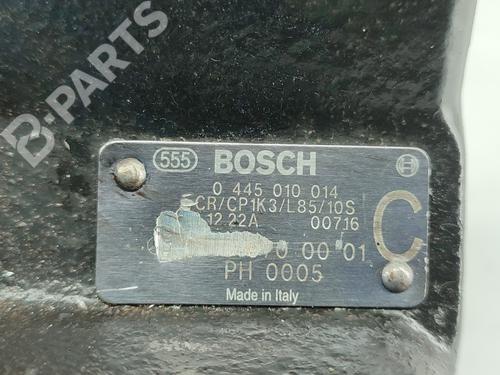 B-PARTS
555 BOSCH
0 445 010 014
CR/CP1K3/L85/10S
12.22A 00716
0 00 01
C
PH 0005
Made in Italy
B-PARTS